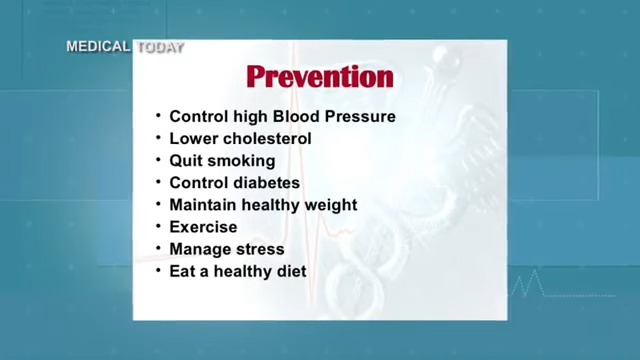 MEDICAL TODAY
Prevention
• Control high Blood Pressure
• Lower cholesterol
• Quit smoking
• Control diabetes
• Maintain healthy weight
• Exercise
• Manage stress
• Eat a healthy diet